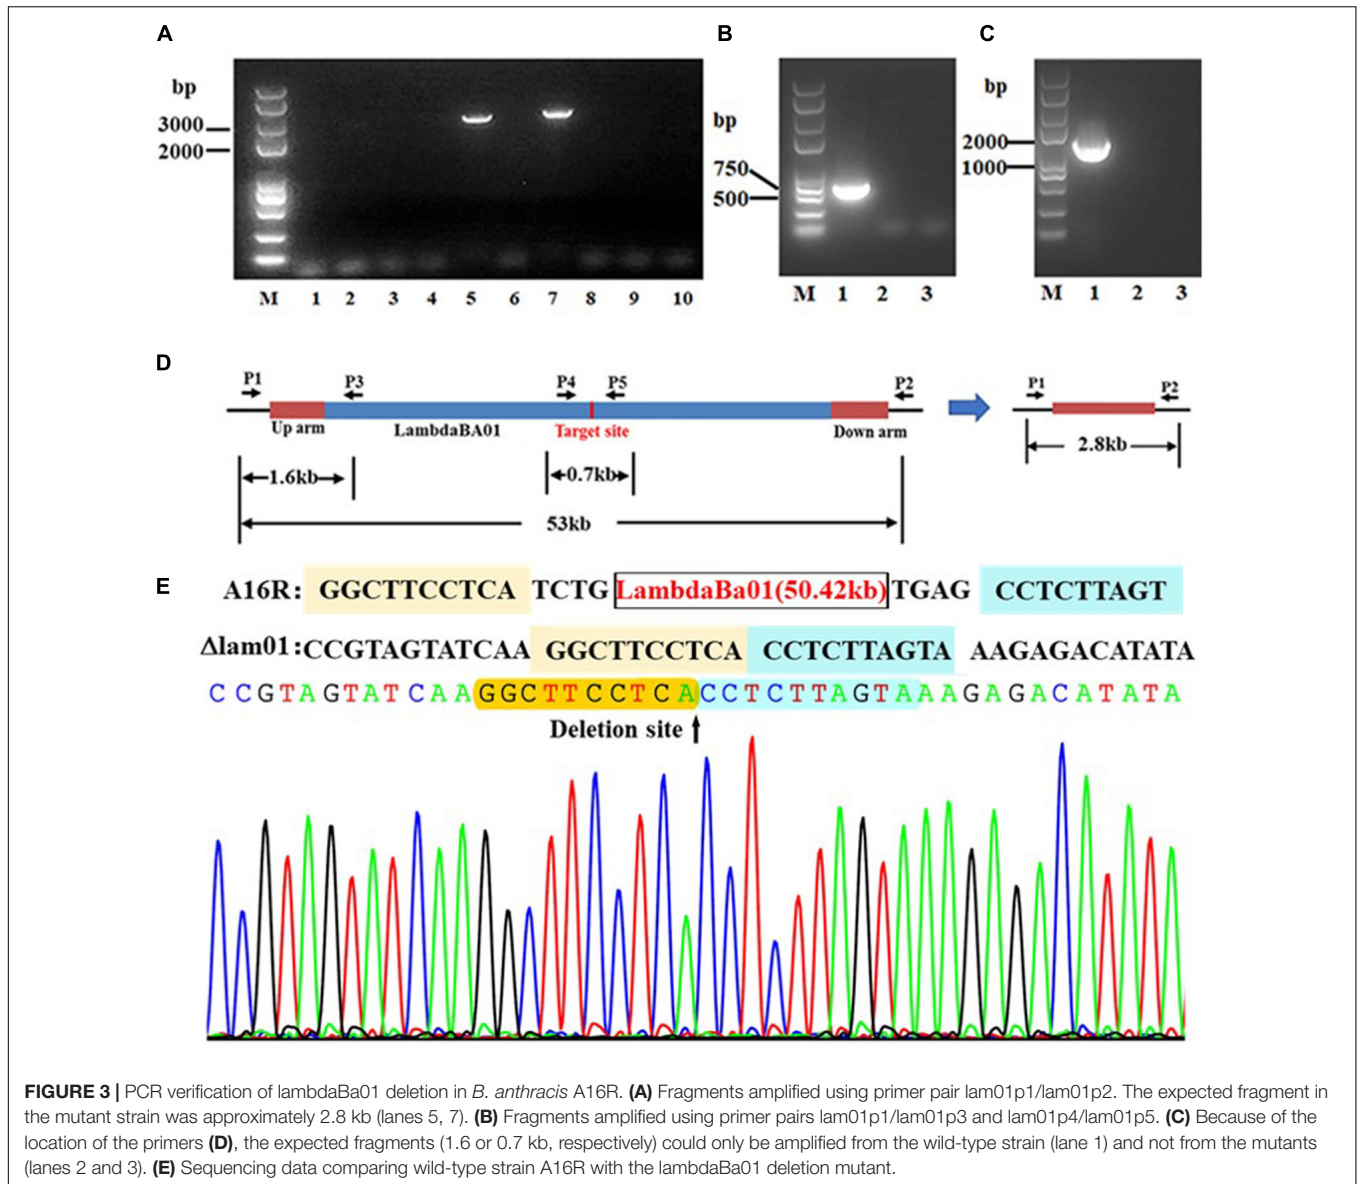 A
B
C
bp
3000
2000
M 1 2 3 4 5 6 7 8 9 10
bp
750
500
M 1 2 3
bp
2000
1000
M 1 2 3
D
P1 P3 P4 P5 P2 P1 P2
Up arm LambdaBA01 Target site Down arm
2.8kb
1.6kb 0.7kb
53kb
E
A16R: GGCTTCCTCA TCTG LambdaBa01(50.42kb) TGAG CCTCTTAGT
Δlam01: CCGTAGTATCAA GGCTTCCTCA CCTCTTAGTA AAGAGACATATA
CCGTAGTATCAAGGCTTCCTCACCTCTTAGTAAAGAGACATATA
Deletion site
FIGURE 3 | PCR verification of lambdaBa01 deletion in B. anthracis A16R. (A) Fragments amplified using primer pair lam01p1/lam01p2. The expected fragment in
the mutant strain was approximately 2.8 kb (lanes 5, 7). (B) Fragments amplified using primer pairs lam01p1/lam01p3 and lam01p4/lam01p5. (C) Because of the
location of the primers (D), the expected fragments (1.6 or 0.7 kb, respectively) could only be amplified from the wild-type strain (lane 1) and not from the mutants
(lanes 2 and 3). (E) Sequencing data comparing wild-type strain A16R with the lambdaBa01 deletion mutant.